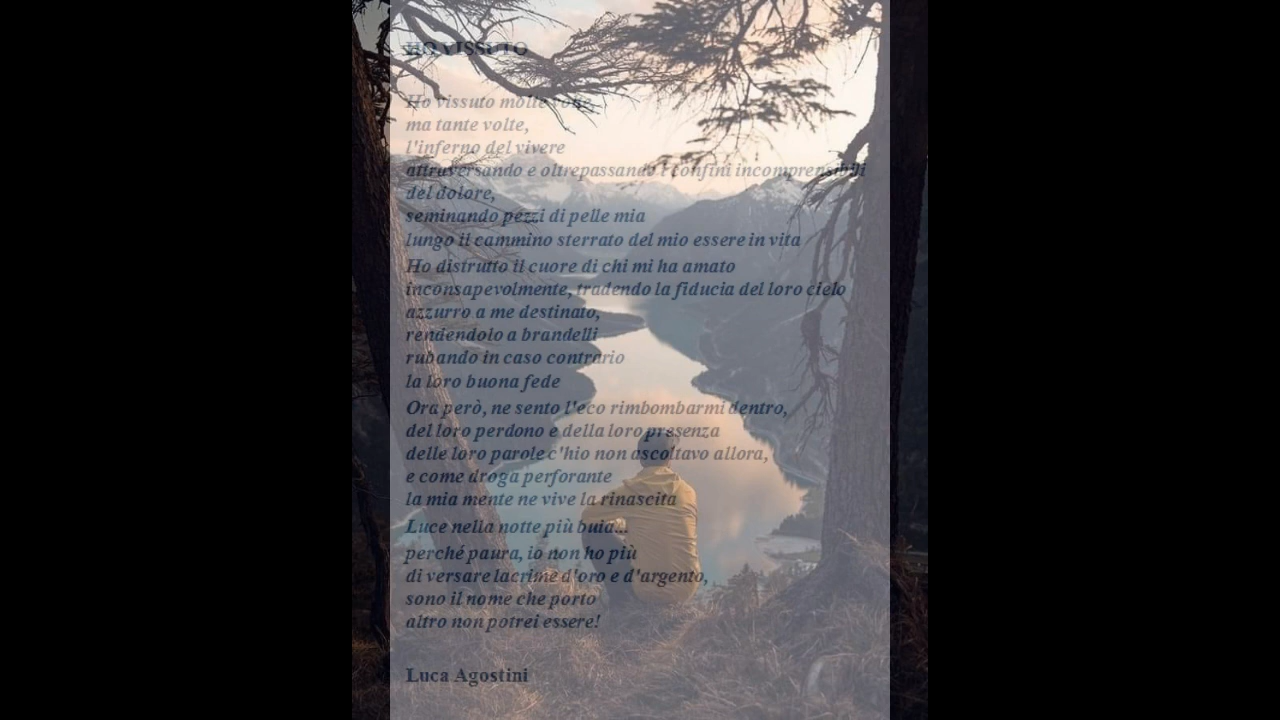 HO VISSUTO
Ho vissuto molte volte,
ma tante volte,
l'inferno del vivere
attraversando e oltrepassando i confini incomprensibili
del dolore,
seminando pezzi di pelle mia
lungo il cammino sterrato del mio essere in vita
Ho distrutto il cuore di chi mi ha amato
inconsapevolmente, tradendo la fiducia del loro cielo
azzurro a me destinato,
rendendolo a brandelli
rubando in caso contrario
la loro buona fede
Ora però, ne sento l'eco rimbombarmi dentro,
del loro perdono e della loro presenza
delle loro parole c'hio non ascoltavo allora,
e come droga perforante
la mia mente ne vive la rinascita
Luce nella notte più buia...
perché paura, io non ho più
di versare lacrime d'oro e d'argento,
sono il nome che porto
altro non potrei essere!
Luca Agostini